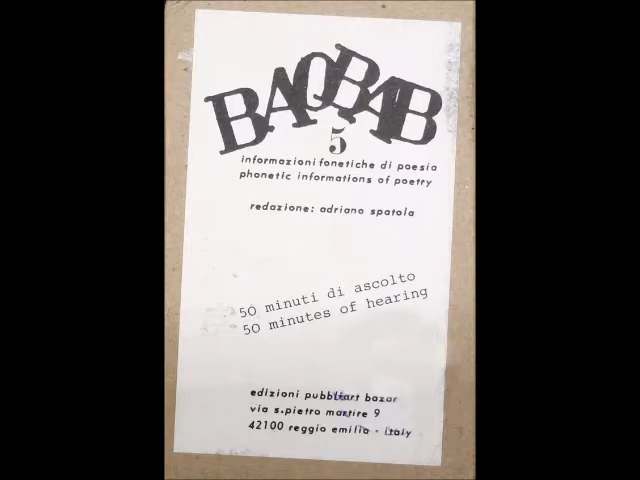 BAOBAB
5
informazioni fonetiche di poesia
phonetic informations of poetry
redazione: adriano spatola
50 minuti di ascolto
50 minutes of hearing
edizioni pubbliart bazar
via s.pietro martire 9
42100 reggio emilia - italy